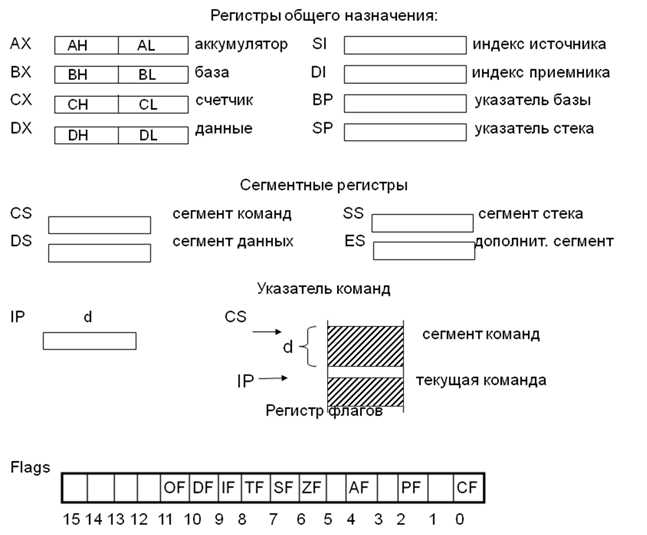 Регистры общего назначения:
AX AH AL аккумулятор SI индекс источника
BX BH BL база DI индекс приемника
CX CH CL счетчик BP указатель базы
DX DH DL данные SP указатель стека
Сегментные регистры
CS сегмент команд SS сегмент стека
DS сегмент данных ES дополнит. сегмент
Указатель команд
IP d CS
d сегмент команд
IP текущая команда
Регистр флагов
Flags
OF DF IF TF SF ZF AF PF CF
15 14 13 12 11 10 9 8 7 6 5 4 3 2 1 0